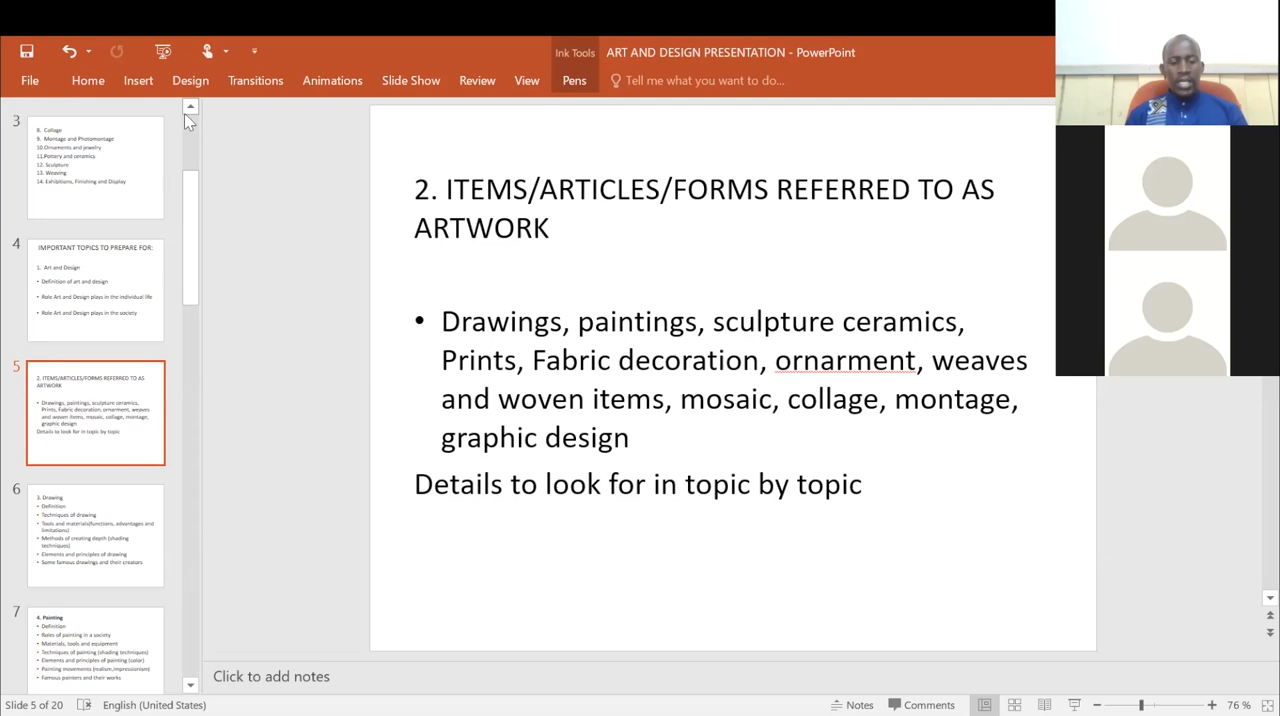 Ink Tools
ART AND DESIGN PRESENTATION - PowerPoint
File
Home
Insert
Design
Transitions
Animations
Slide Show
Review
View
Pens
Tell me what you want to do...
3
8. Collage
9. Montage and Photomontage
10.Ornaments and jewelry
11.Pottery and ceramics
12. Sculpture
13. Weaving
14. Exhibitions, Finishing and Display
4
IMPORTANT TOPICS TO PREPARE FOR:
1. Art and Design
• Definition of art and design
• Role Art and Design plays in the individual life
• Role Art and Design plays in the society
5
2. ITEMS/ARTICLES/FORMS REFERRED TO AS
ARTWORK
• Drawings, paintings, sculpture ceramics,
Prints, Fabric decoration, ornarment, weaves
and woven items, mosaic, collage, montage,
graphic design
Details to look for in topic by topic
6
3. Drawing
• Definition
• Techniques of drawing
• Tools and materials(functions, advantages and
limitations)
• Methods of creating depth (shading
techniques)
• Elements and principles of drawing
• Some famous drawings and their creators
7
4. Painting
• Definition
• Roles of painting in a society
• Materials, tools and equipment
• Techniques of painting (shading techniques)
• Elements and principles of painting (color)
• Painting movements (realism,impressionism)
• Famous painters and their works
2. ITEMS/ARTICLES/FORMS REFERRED TO AS
ARTWORK
• Drawings, paintings, sculpture ceramics,
Prints, Fabric decoration, ornarment, weaves
and woven items, mosaic, collage, montage,
graphic design
Details to look for in topic by topic
Click to add notes
Slide 5 of 20
English (United States)
Notes
Comments
76 %